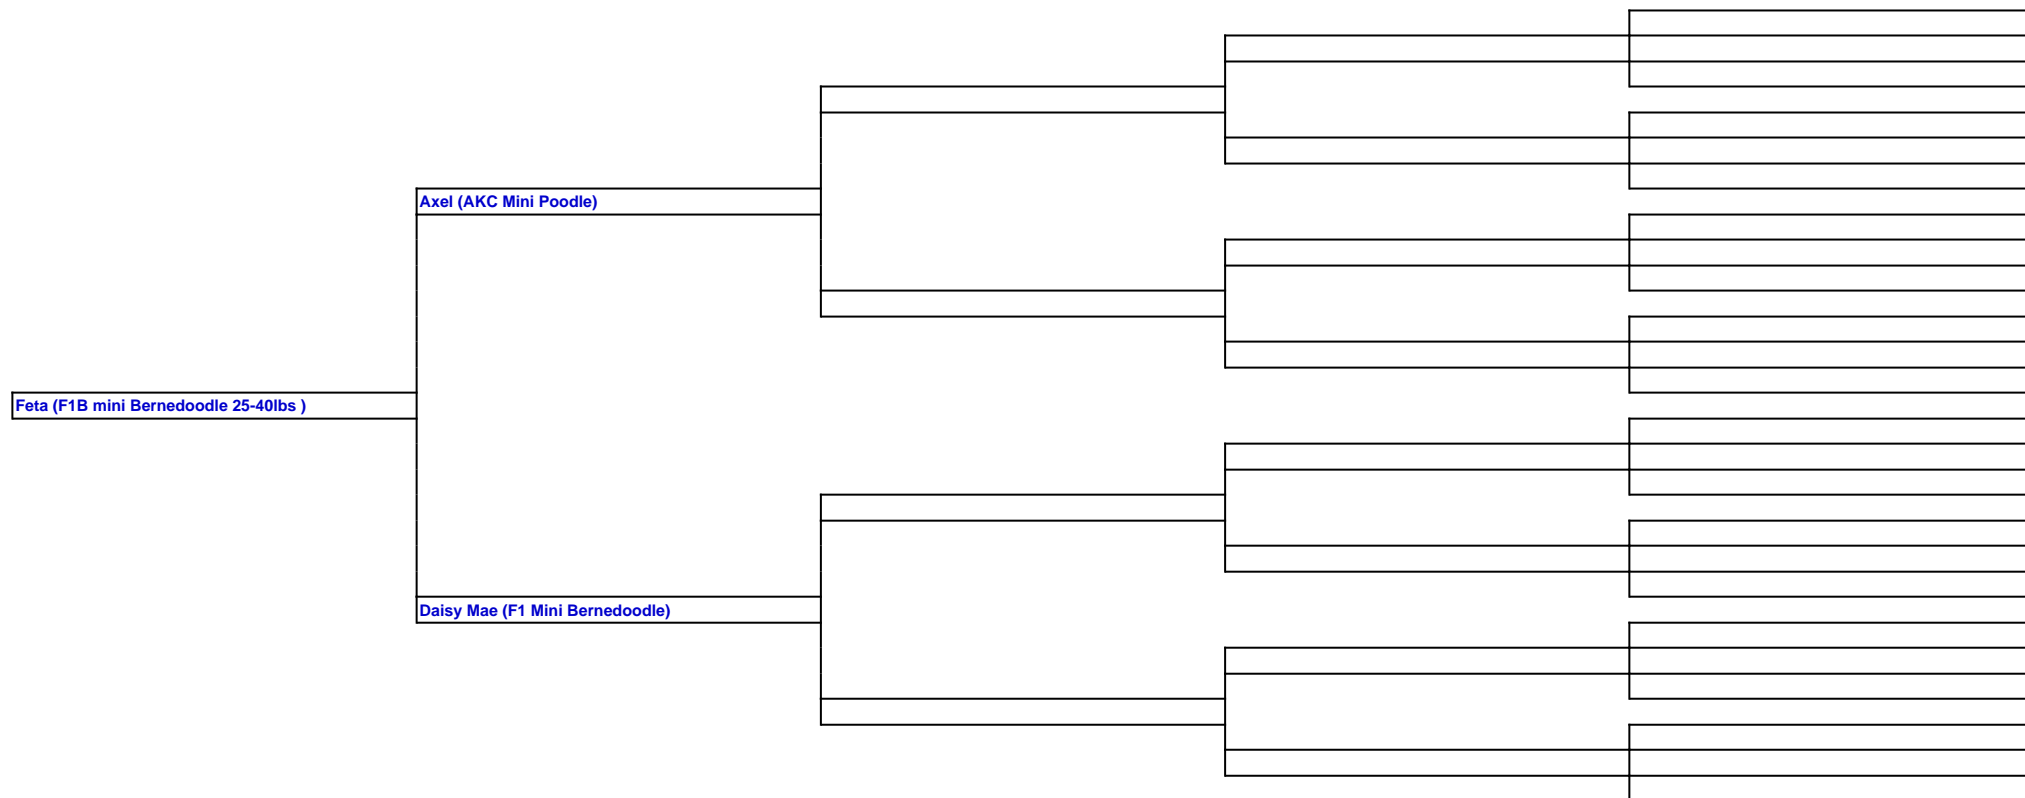 Axel (AKC Mini Poodle)
Feta (F1B mini Bernedoodle 25-40lbs )
Daisy Mae (F1 Mini Bernedoodle)